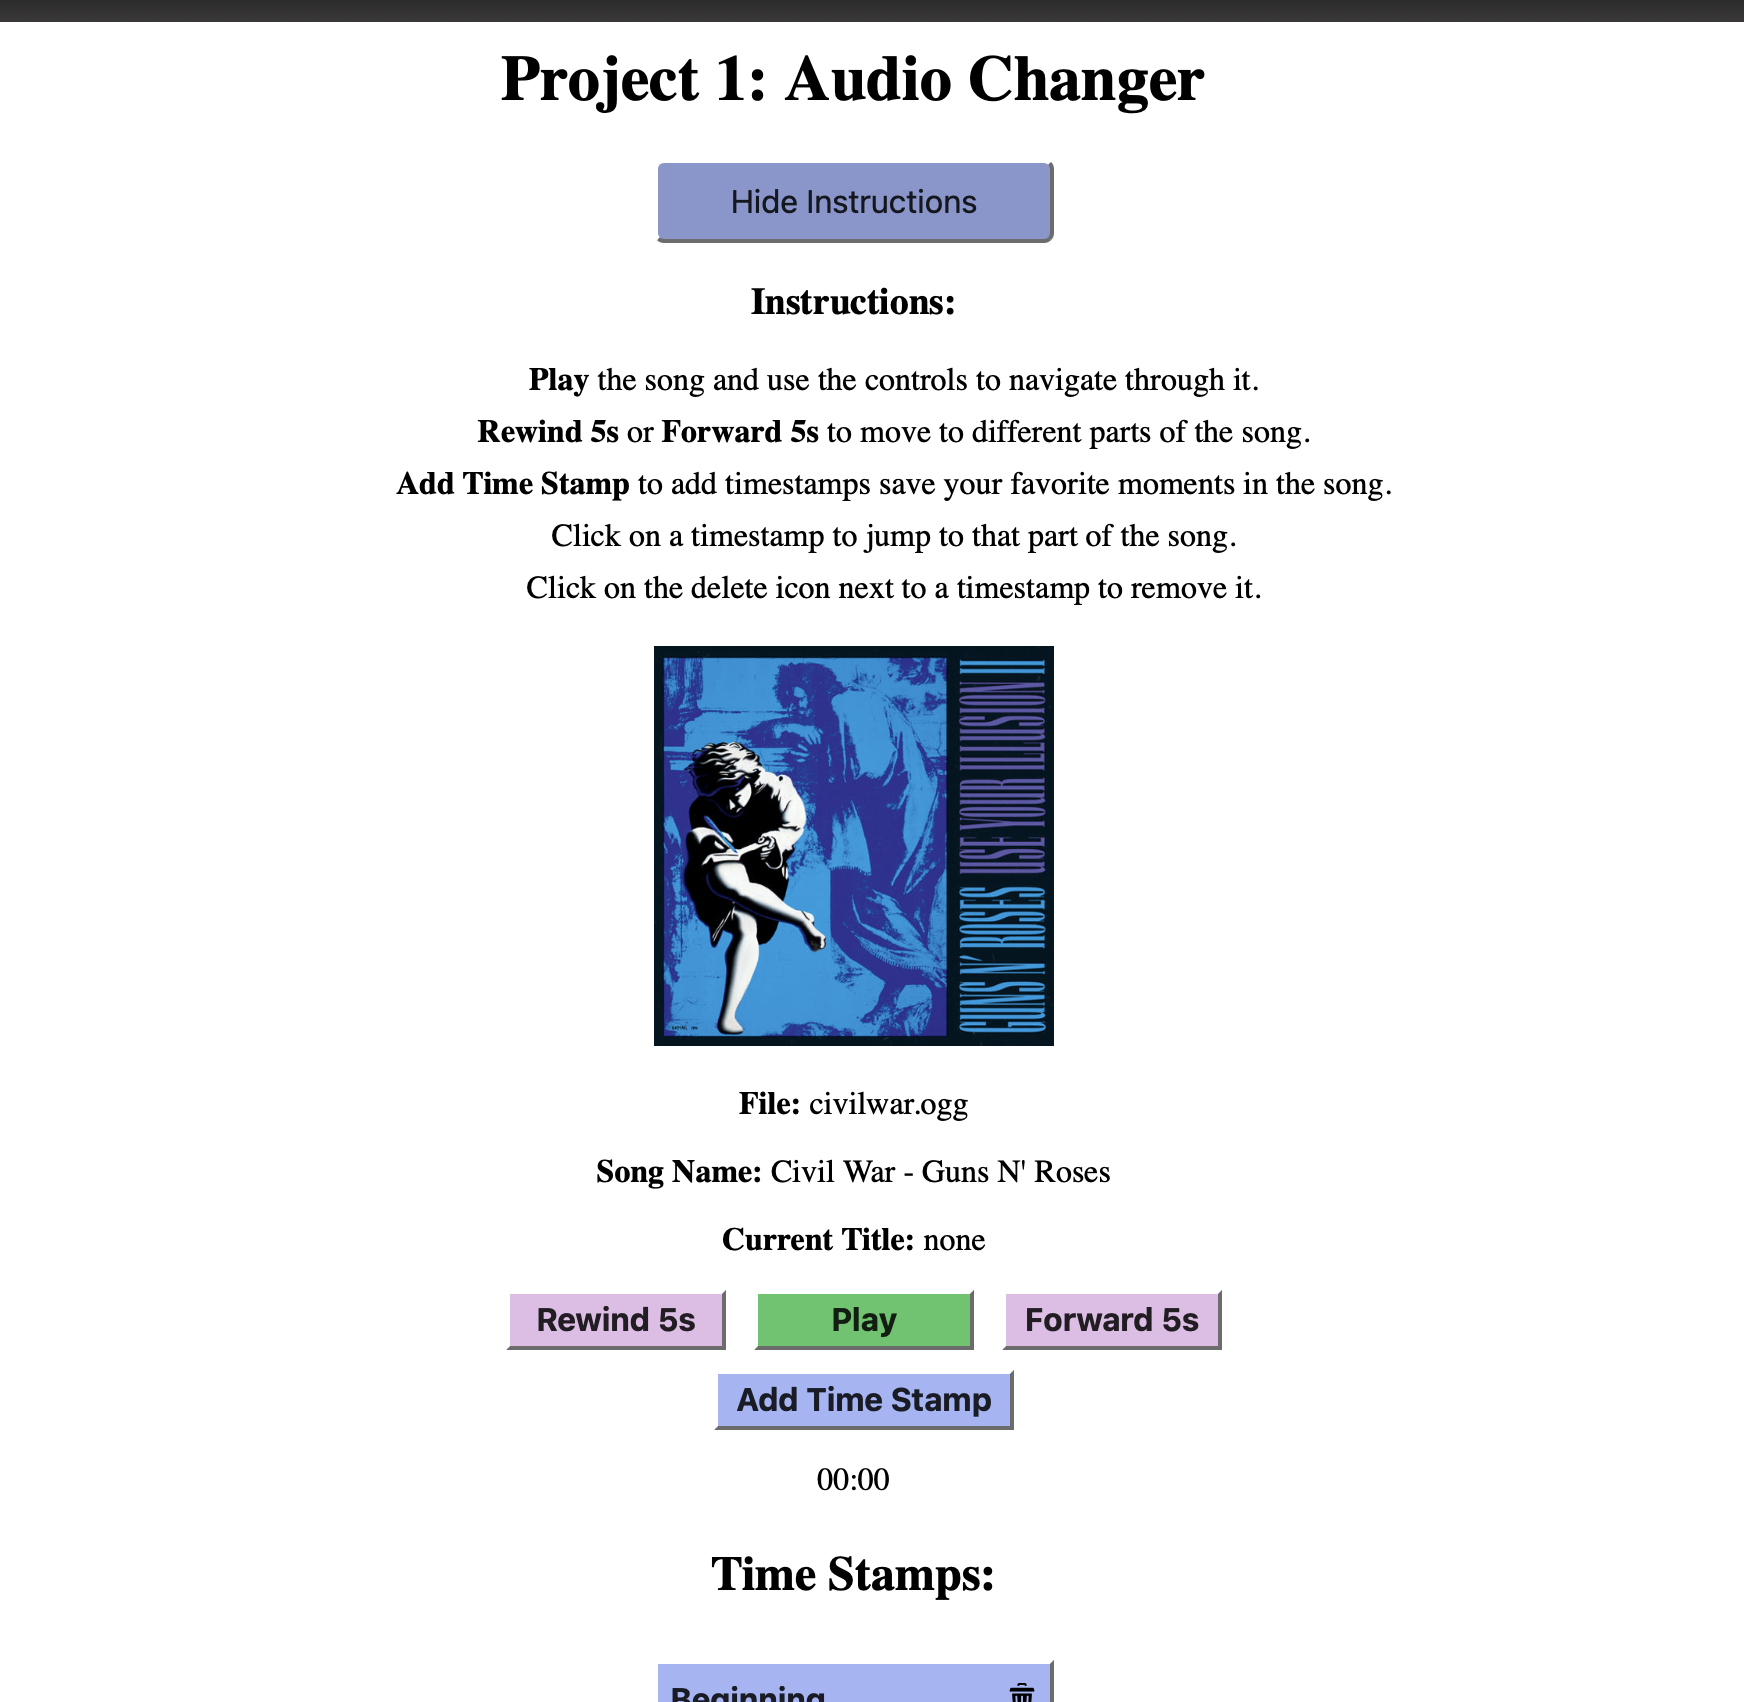 Project 1: Audio Changer
Hide Instructions
Instructions:
Play the song and use the controls to navigate through it.
Rewind 5s or Forward 5s to move to different parts of the song.
Add Time Stamp to add timestamps save your favorite moments in the song.
Click on a timestamp to jump to that part of the song.
Click on the delete icon next to a timestamp to remove it.
GUNS N' ROSES USE YOUR ILLUSION II
File: civilwar.ogg
Song Name: Civil War - Guns N' Roses
Current Title: none
Rewind 5s
Play
Forward 5s
Add Time Stamp
00:00
Time Stamps:
Beginning